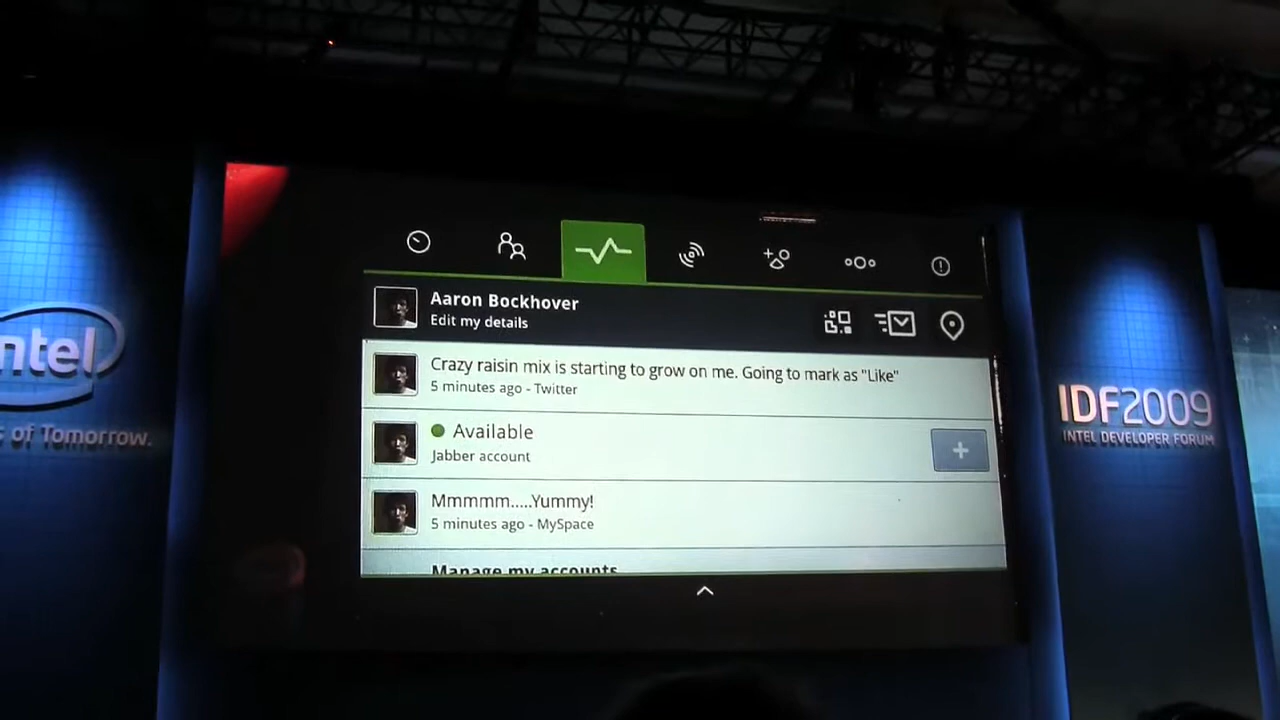 Aaron Bockhover
Edit my details
Crazy raisin mix is starting to grow on me. Going to mark as "Like"
5 minutes ago - Twitter
Available
Jabber account
Mmmmm.....Yummy!
5 minutes ago - MySpace
Manage my accounts
ntel
s of Tomorrow.
IDF2009
INTEL DEVELOPER FORUM